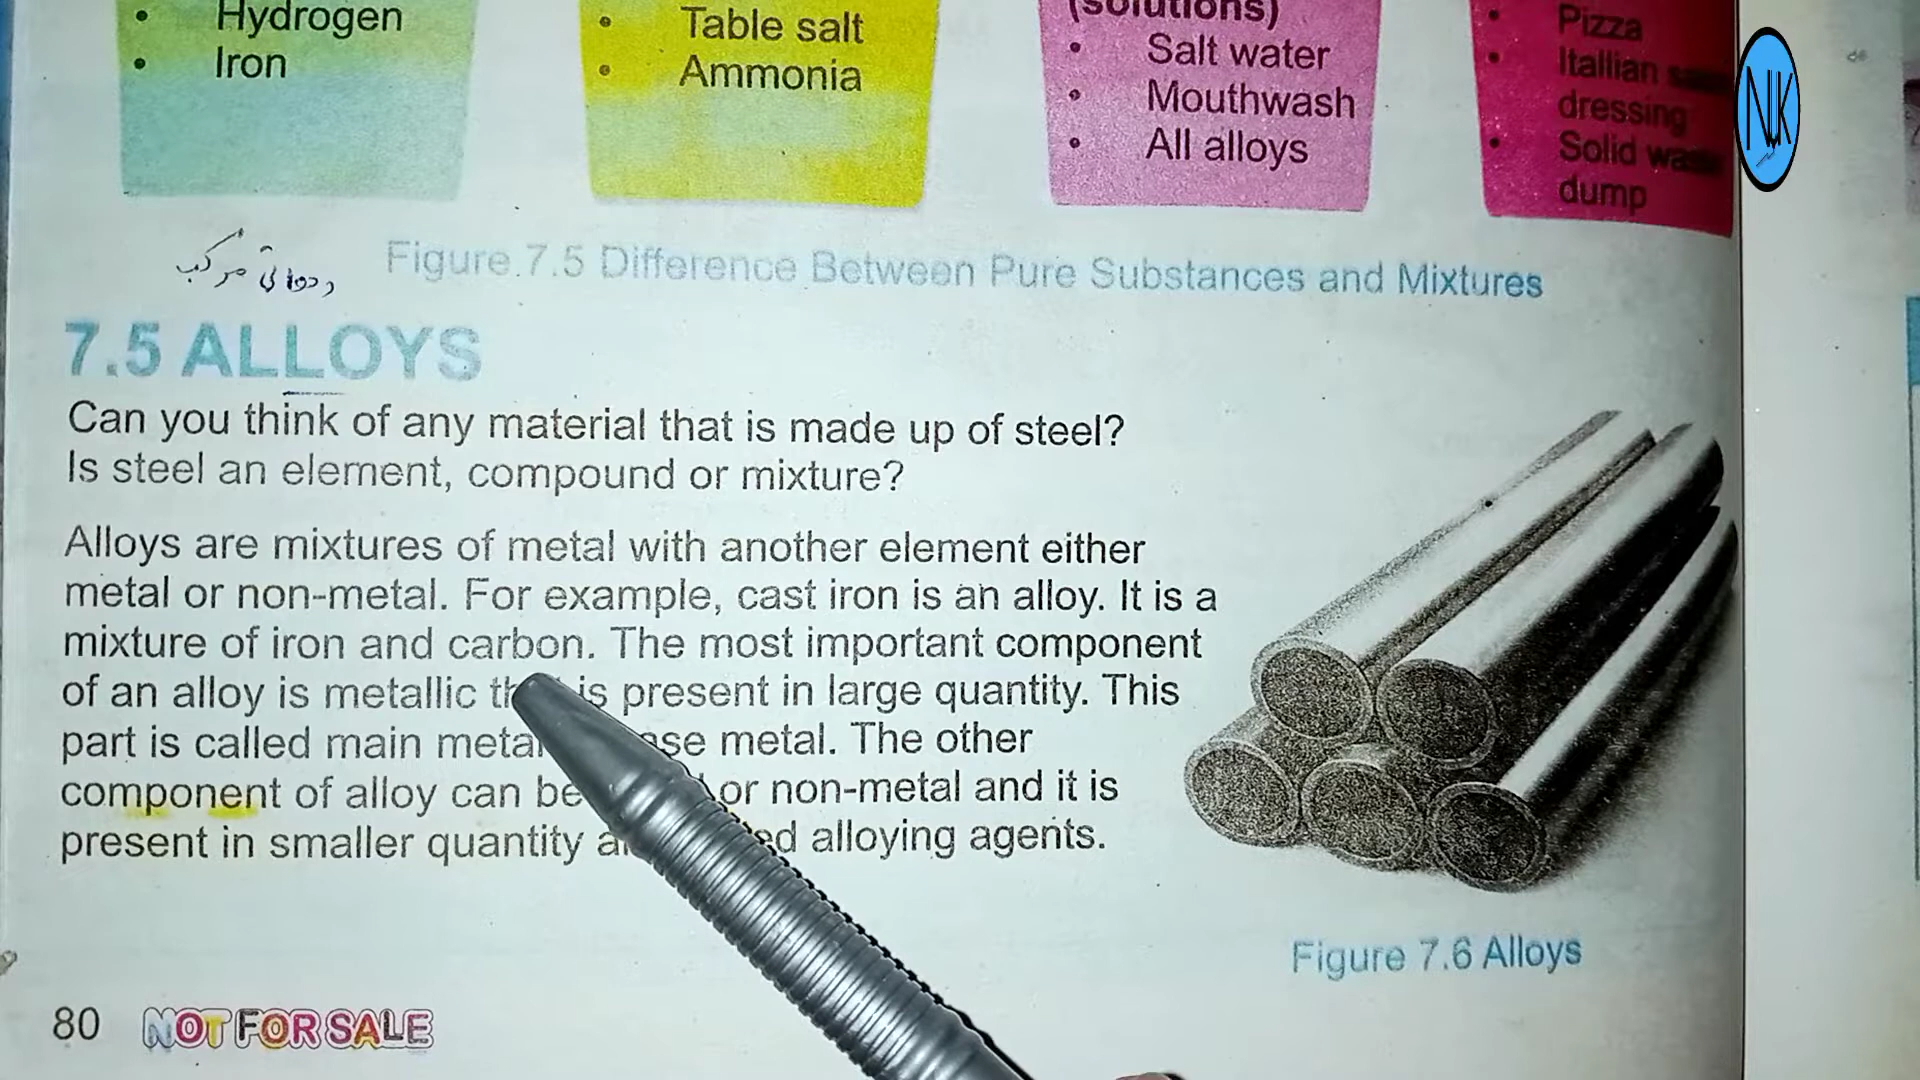 Hydrogen
Iron
Table salt
Ammonia
(solutions)
Salt water
Mouthwash
All alloys
Pizza
Itallian
dressing
Solid
dump
NJK
مرکب
Figure.7.5 Difference Between Pure Substances and Mixtures
7.5 ALLOYS
Can you think of any material that is made up of steel?
Is steel an element, compound or mixture?
Alloys are mixtures of metal with another element either
metal or non-metal. For example, cast iron is an alloy. It is a
mixture of iron and carbon. The most important component
of an alloy is metallic is present in large quantity. This
part is called main metal metal. The other
component of alloy can be or non-metal and it is
present in smaller quantity alloying agents.
Figure 7.6 Alloys
80 NOT FOR SALE